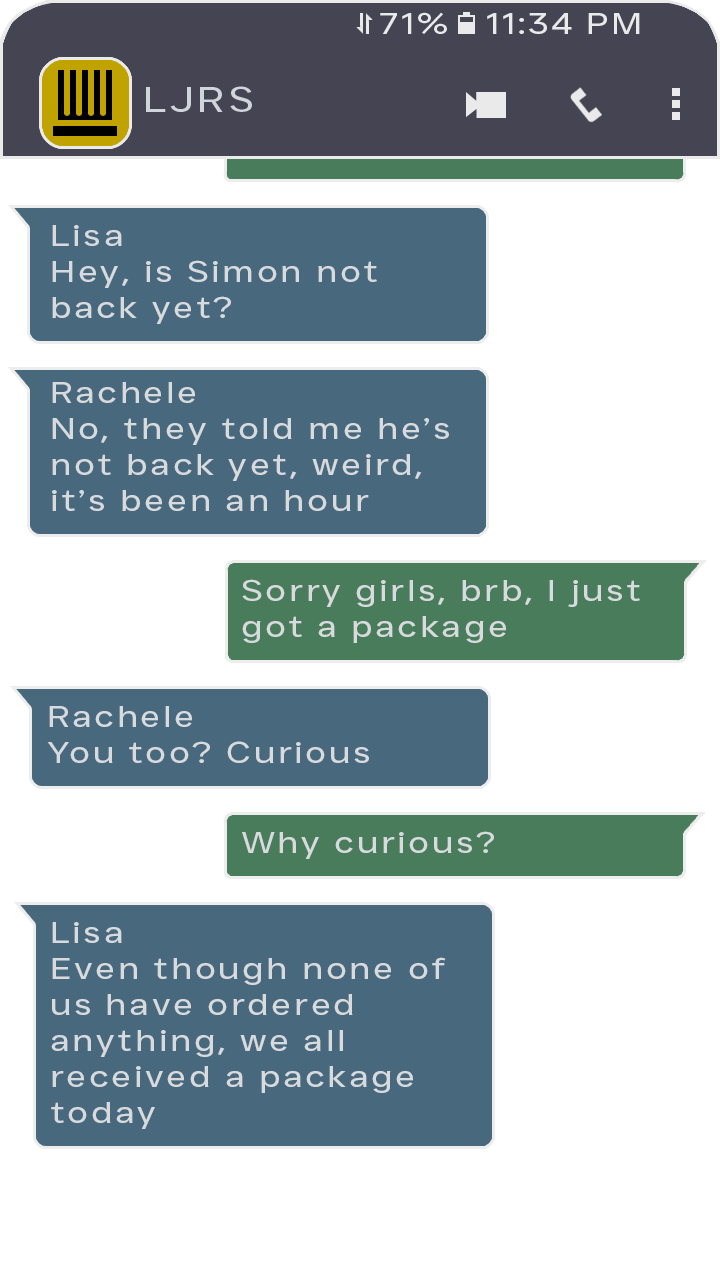 71% 11:34 PM
LJRS
Lisa
Hey, is Simon not
back yet?
Rachele
No, they told me he’s
not back yet, weird,
it’s been an hour
Sorry girls, brb, I just
got a package
Rachele
You too? Curious
Why curious?
Lisa
Even though none of
us have ordered
anything, we all
received a package
today